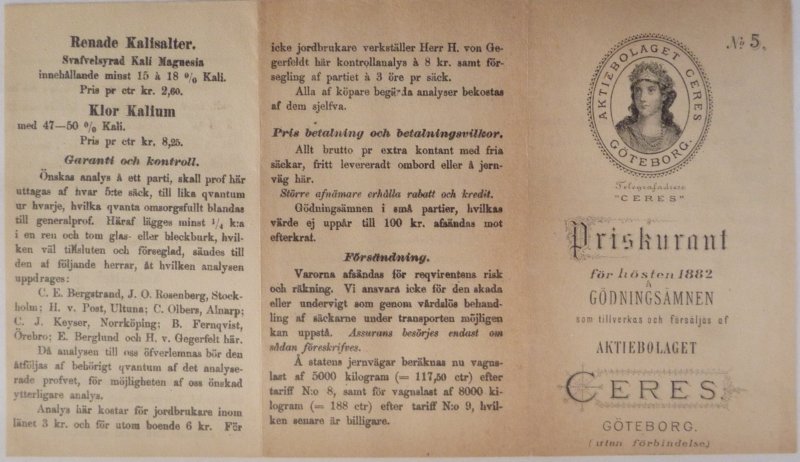 Renade Kalisalter.
Svafvelsyrad Kali Magnesia
innehållande minst 15 à 18 % Kali.
Pris pr ctr kr. 2,60.
Klor Kalium
med 47—50 % Kali.
Pris pr ctr kr. 8,25.
Garanti och kontroll.
Önskas analys å ett parti, skall prof här
uttagas af hvar 5:te säck, till lika qvantum
ur hvarje, hvilka qvanta omsorgsfullt blandas
till generalprof. Häraf lägges minst ¼ k:a
i en ren och tom glas- eller bleckburk, hvil-
ken väl tillsluten och förseglad, sändes till
den af följande herrar, åt hvilken analysen
uppdrages:
C. E. Bergstrand, J. O. Rosenberg, Stock-
holm; H. v. Post, Ultuna; C. Olbers, Alnarp;
C. J. Keyser, Norrköping; B. Fernqvist,
Örebro; E. Berglund och H. v. Gegerfelt här.
Då analysen till oss öfverlemnas bör den
åtföljas af behörigt qvantum af det analyse-
rade profvet, för möjligheten af oss önskad
ytterligare analys.
Analys här kostar för jordbrukare inom
länet 3 kr. och för utom boende 6 kr. För
icke jordbrukare verkställer Herr H. von Ge-
gerfeldt här kontrollanalys à 8 kr. samt för-
segling af partiet à 3 öre pr säck.
Alla af köpare begärda analyser bekostas
af dem sjelfva.
Pris betalning och betalningsvilkor.
Allt brutto pr extra kontant med fria
säckar, fritt levereradt ombord eller å jern-
väg här.
Större afnämare erhålla rabatt och kredit.
Gödningsämnen i små partier, hvilkas
värde ej uppår till 100 kr. afsändas mot
efterkraf.
Försändning.
Varorna afsändas för reqvirentens risk
och räkning. Vi ansvara icke för den skada
eller undervigt som genom vårdslös behand-
ling af säckarne under transporten möjligen
kan uppstå. Assurans besörjes endast om
sådan föreskrifves.
Å statens jernvägar beräknas nu vagns-
last af 5000 kilogram (= 117,50 ctr) efter
tariff N:o 8, samt för vagnslast af 8000 ki-
logram (= 188 ctr) efter tariff N:o 9, hvil-
ken senare är billigare.
№ 5.
AKTIEBOLAGET CERES
GÖTEBORG.
Telegrafadress
"CERES"
Priskurant
för hösten 1882
å
GÖDNINGSÄMNEN
som tillverkas och försäljas af
AKTIEBOLAGET
CERES.
GÖTEBORG.
(utan förbindelse)